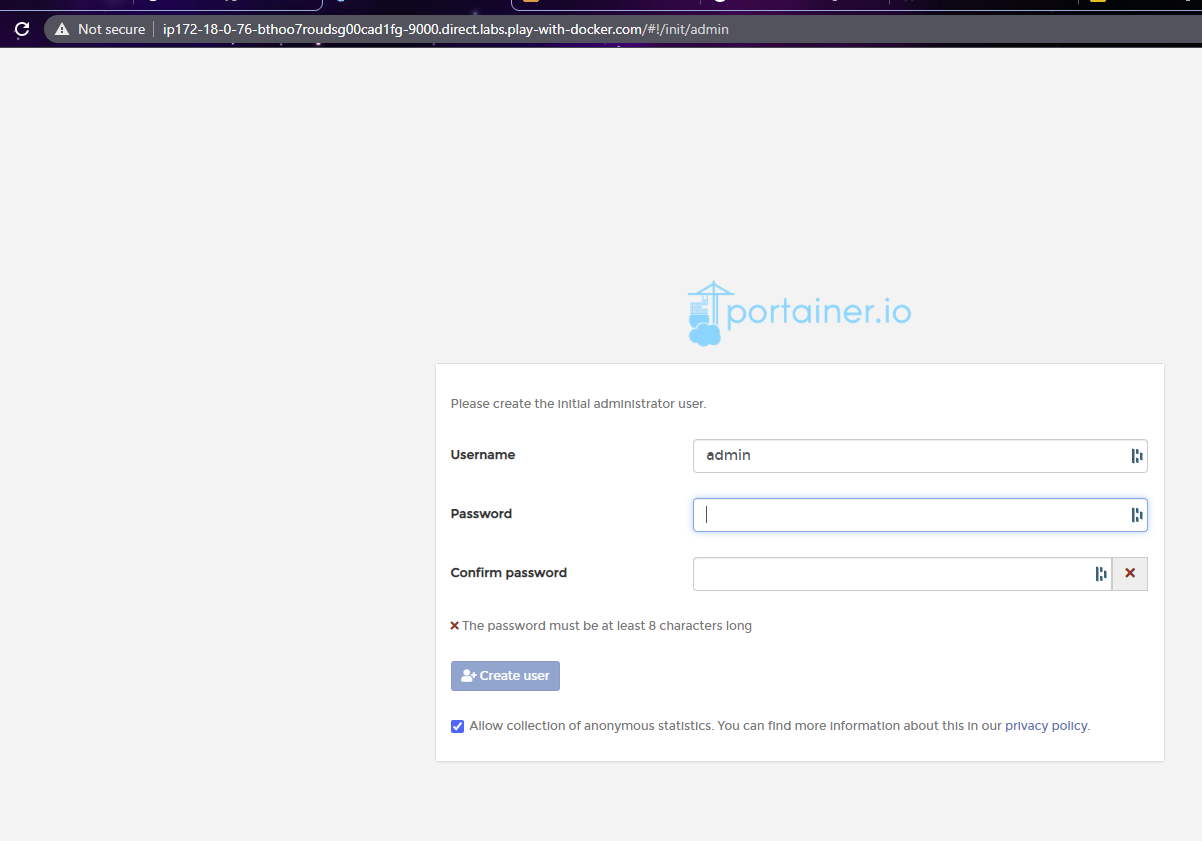 Not secure ip172-18-0-76-bthoo7roudsg00cad1fg-9000.direct.labs.play-with-docker.com/#!/init/admin
portainer.io
Please create the initial administrator user.
Username admin
Password
Confirm password
The password must be at least 8 characters long
Create user
Allow collection of anonymous statistics. You can find more information about this in our privacy policy.